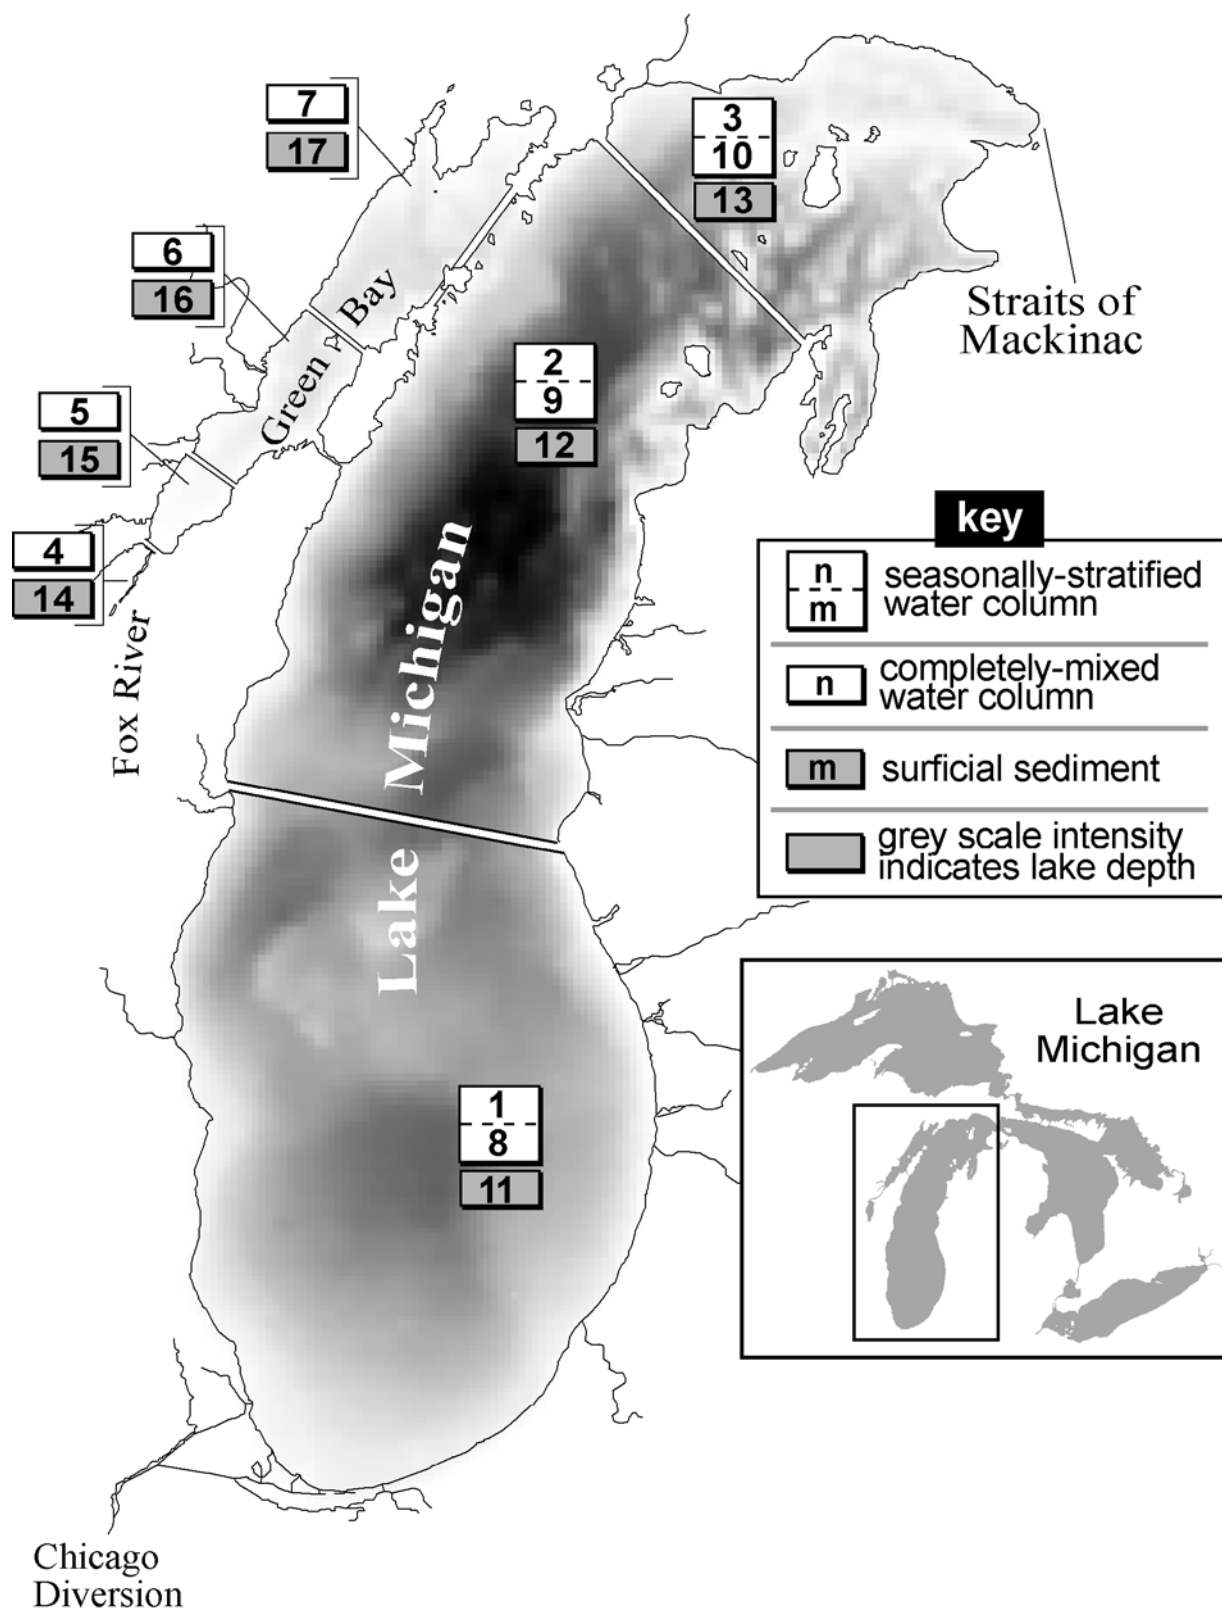 7
17
3
10
13
6
16
Bay
Green
Straits of
Mackinac
2
9
12
5
15
4
14
Fox River
Lake Michigan
key
n
m
seasonally-stratified
water column
n
completely-mixed
water column
m
surficial sediment
grey scale intensity
indicates lake depth
Lake
Michigan
1
8
11
Chicago
Diversion